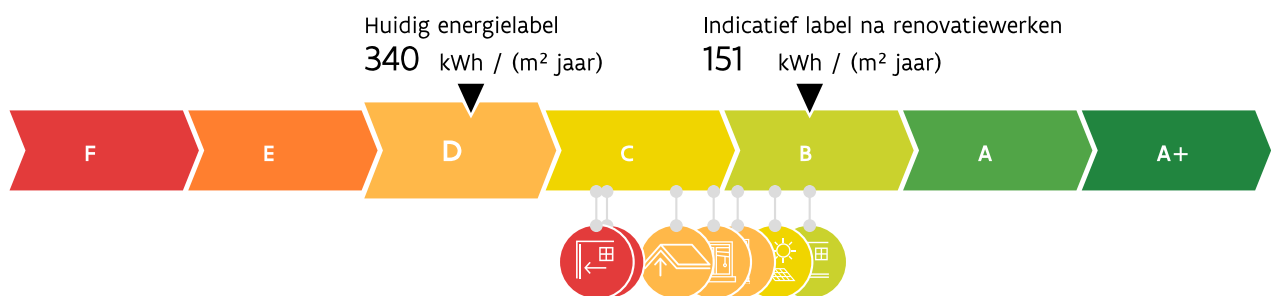 Huidig energielabel
340 kWh / (m² jaar)
Indicatief label na renovatiewerken
151 kWh / (m² jaar)
F E D C B A A+